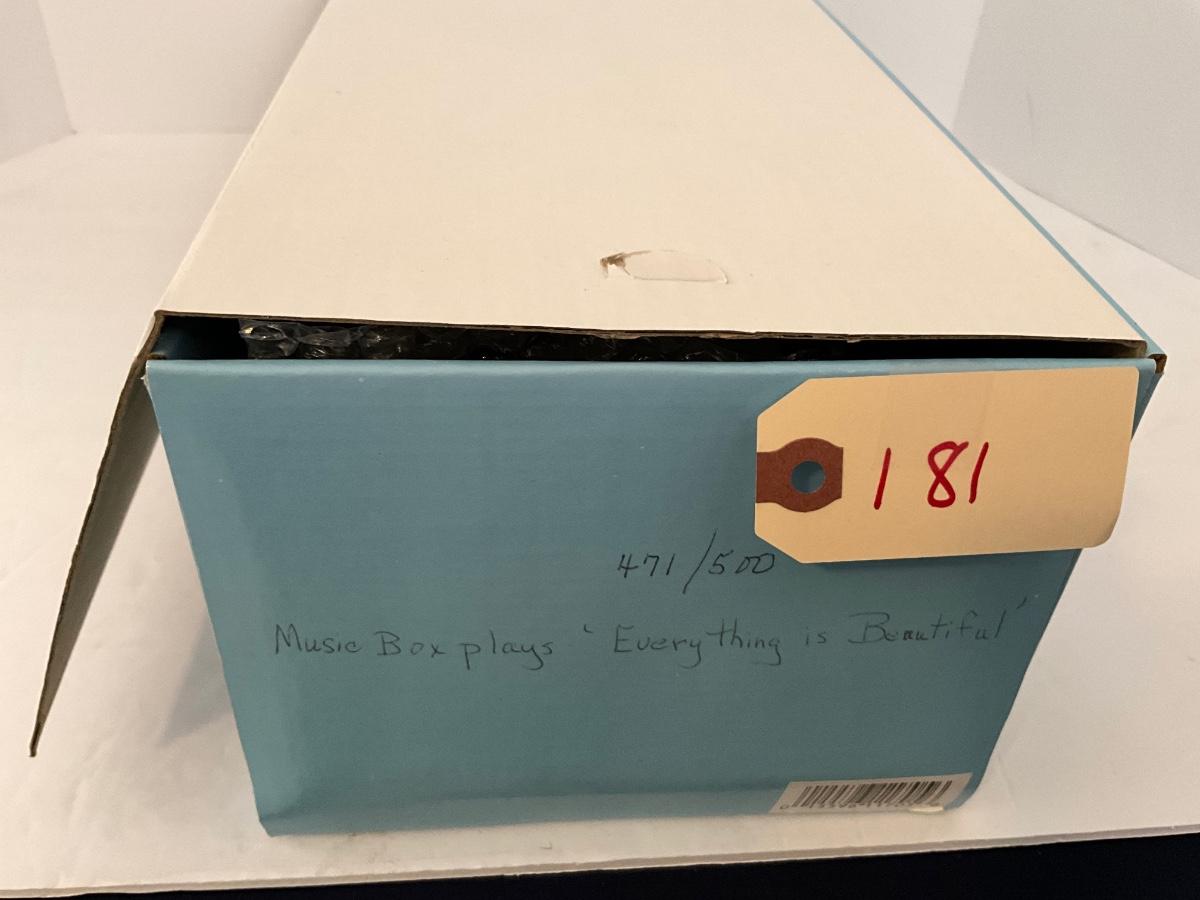 181
471/500
Music Box plays 'Everything is Beautiful'